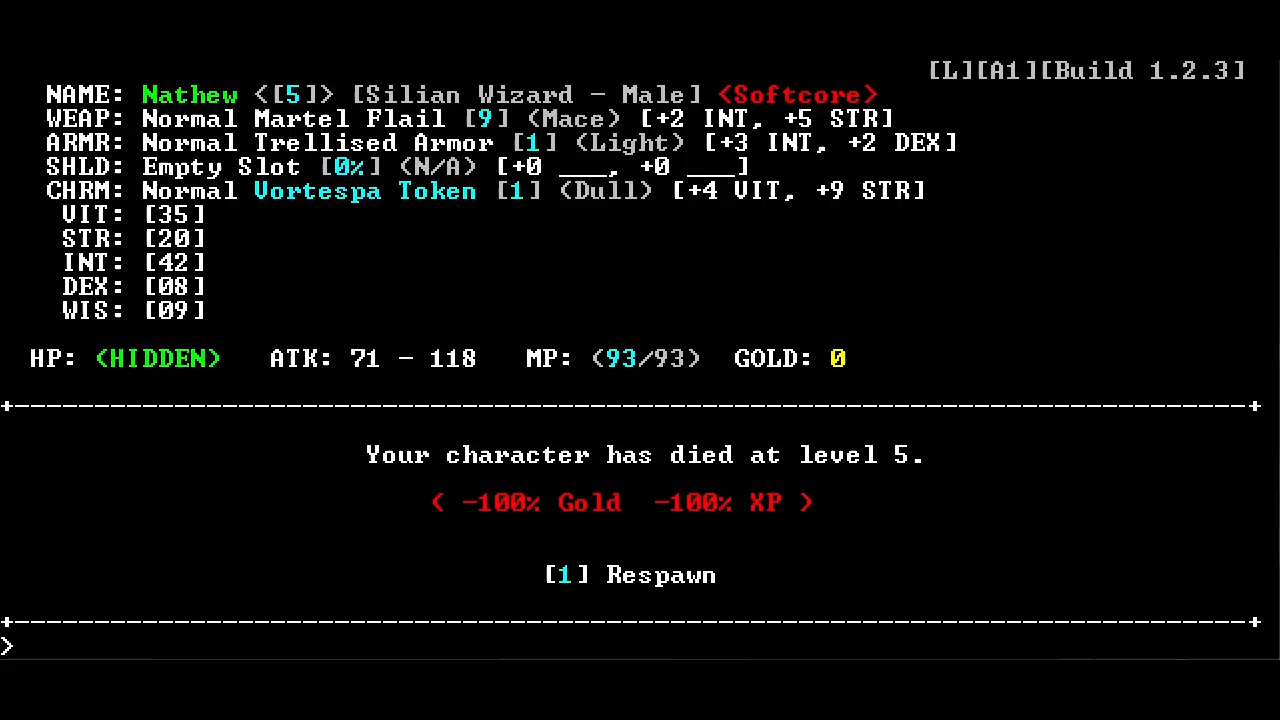 [L][A1][Build 1.2.3]
NAME: Nathew <[5]> [Silian Wizard - Male] <Softcore>
WEAP: Normal Martel Flail [9] (Mace) [+2 INT, +5 STR]
ARMR: Normal Trellised Armor [1] (Light) [+3 INT, +2 DEX]
SHLD: Empty Slot [0%] (N/A) [+0 ___, +0 ___]
CHRM: Normal Vortespa Token [1] (Dull) [+4 VIT, +9 STR]
VIT: [35]
STR: [20]
INT: [42]
DEX: [08]
WIS: [09]
HP: (HIDDEN) ATK: 71 - 118 MP: (93/93) GOLD: 0
Your character has died at level 5.
( -100% Gold -100% XP )
[1] Respawn
>